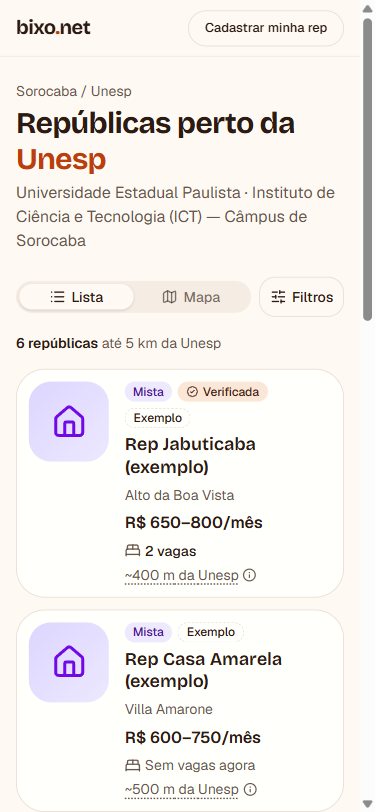 bixo.net
Cadastrar minha rep
Sorocaba / Unesp
Repúblicas perto da
Unesp
Universidade Estadual Paulista · Instituto de
Ciência e Tecnologia (ICT) — Câmpus de
Sorocaba
Lista
Mapa
Filtros
6 repúblicas até 5 km da Unesp
Mista
Verificada
Exemplo
Rep Jabuticaba
(exemplo)
Alto da Boa Vista
R$ 650–800/mês
2 vagas
~400 m da Unesp
Mista
Exemplo
Rep Casa Amarela
(exemplo)
Villa Amarone
R$ 600–750/mês
Sem vagas agora
~500 m da Unesp